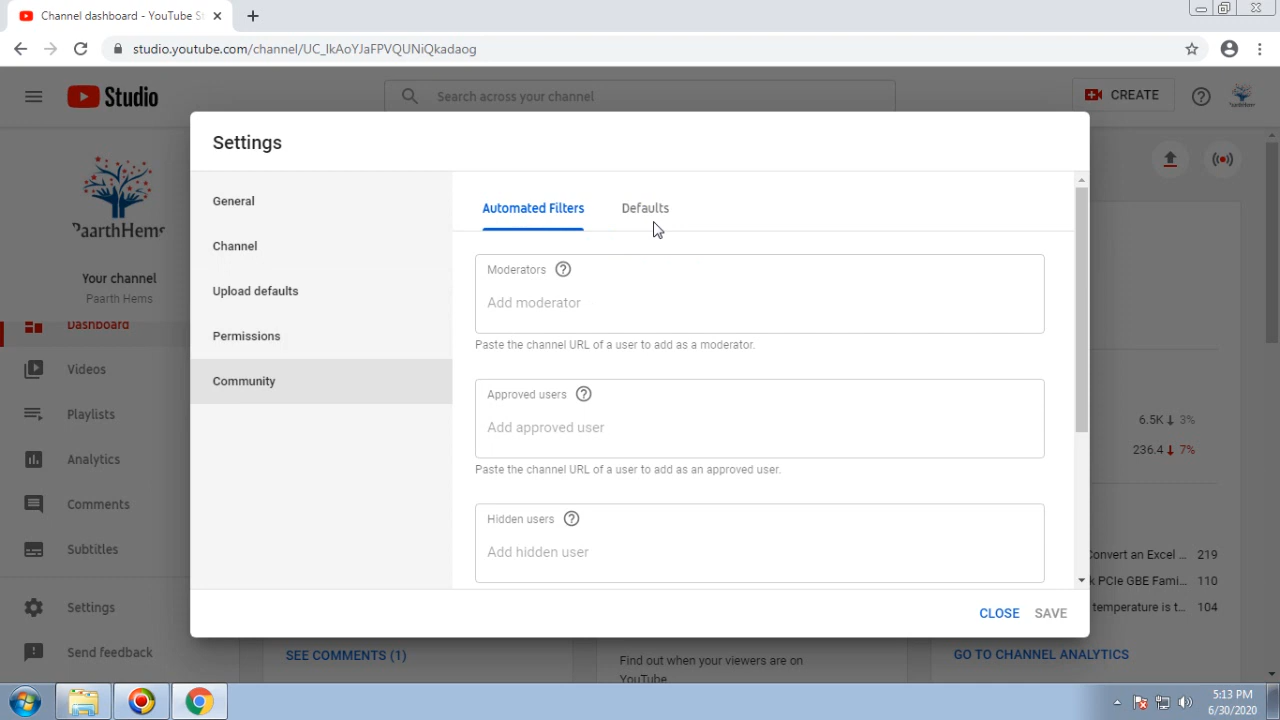 Channel dashboard - YouTube St
studio.youtube.com/channel/UC_lkAoYJaFPVQUNiQkadaog
Studio
Search across your channel
CREATE
PaarthHems
Your channel
Paarth Hems
Dashboard
Videos
Playlists
Analytics
Comments
Subtitles
Settings
Send feedback
Settings
General
Channel
Upload defaults
Permissions
Community
Automated Filters
Defaults
Moderators
Add moderator
Paste the channel URL of a user to add as a moderator.
Approved users
Add approved user
Paste the channel URL of a user to add as an approved user.
Hidden users
Add hidden user
CLOSE
SAVE
6.5K 3%
236.4 7%
Convert an Excel ... 219
k PCIe GBE Fami... 110
temperature is t... 104
SEE COMMENTS (1)
Find out when your viewers are on
YouTube
GO TO CHANNEL ANALYTICS
5:13 PM
6/30/2020